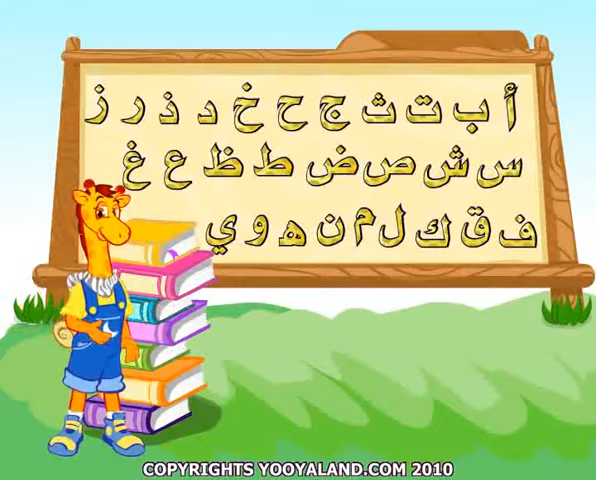 أ ب ت ث ج ح خ د ذ ر ز
س ش ص ض ط ظ ع غ
ف ق ك ل م ن ه و ي
COPYRIGHTS YOOYALAND.COM 2010